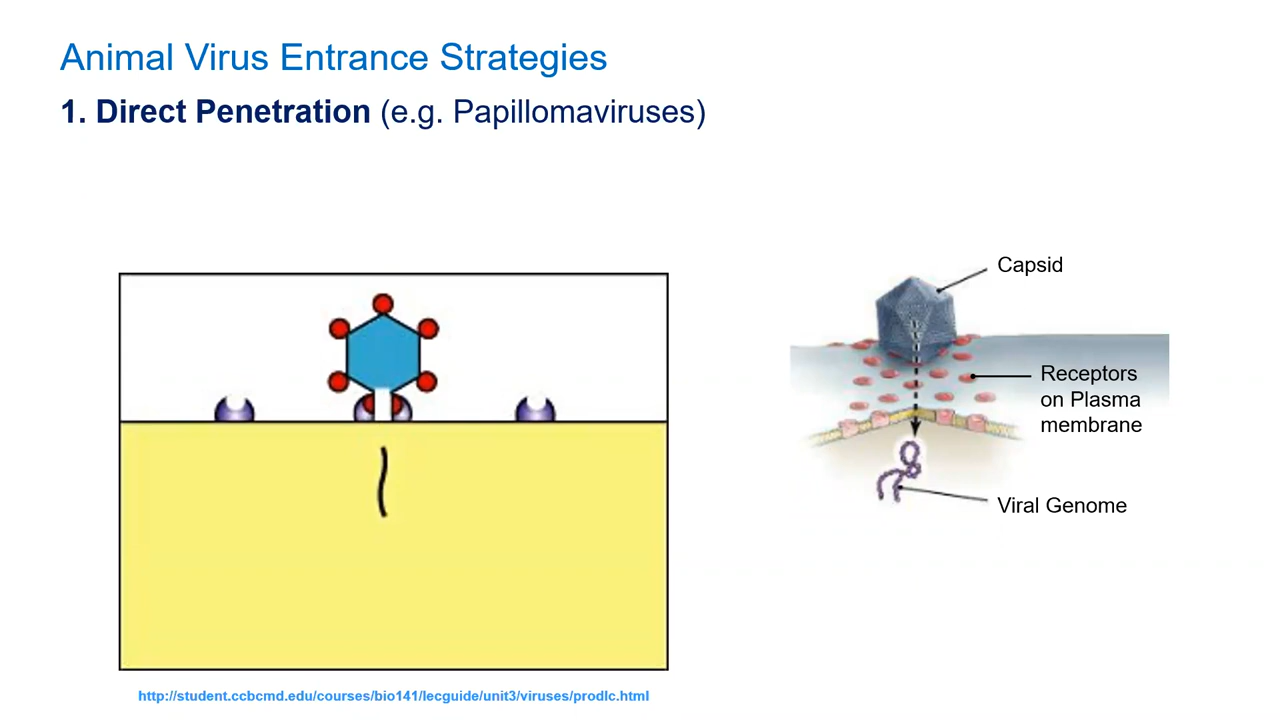 Animal Virus Entrance Strategies
1. Direct Penetration (e.g. Papillomaviruses)
Capsid
Receptors
on Plasma
membrane
Viral Genome
http://student.ccbcmd.edu/courses/bio141/lecguide/unit3/viruses/prodlc.html